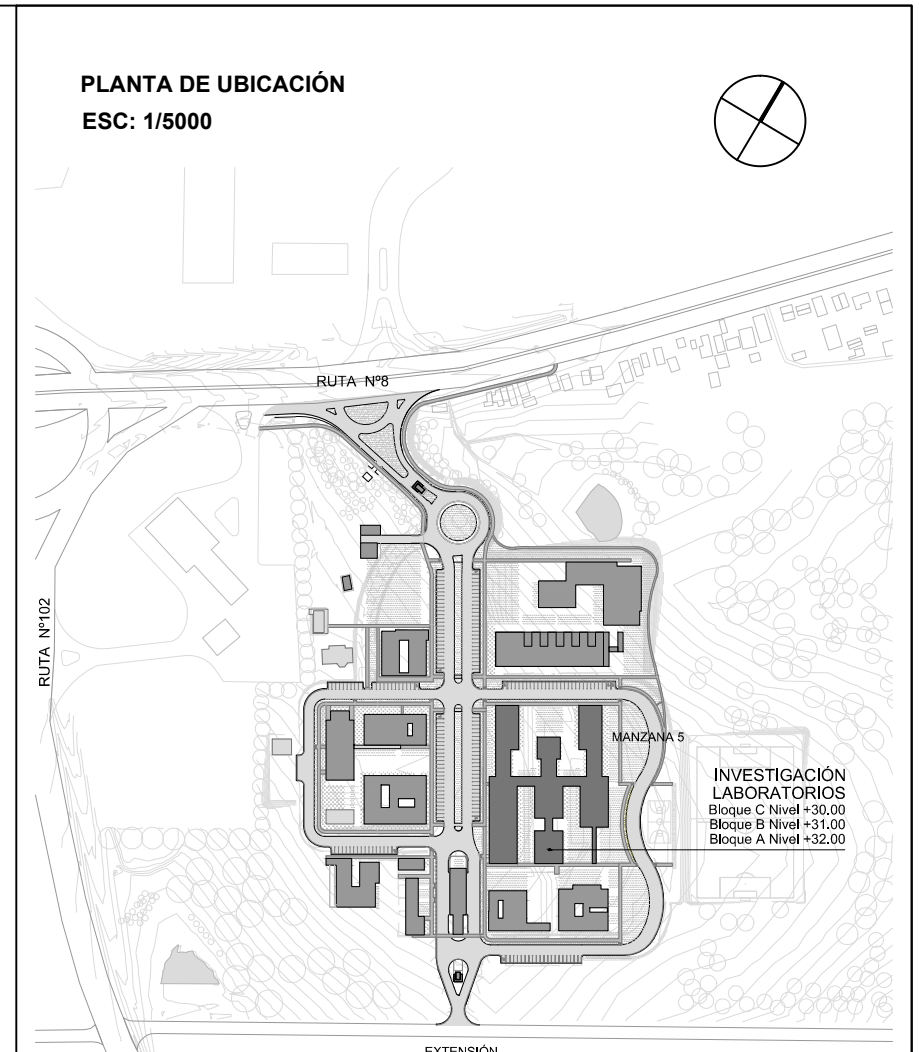 PLANTA DE UBICACIÓN
ESC: 1/5000
RUTA Nº8
RUTA Nº102
MANZANA 5
INVESTIGACIÓN
LABORATORIOS
Bloque C Nivel +30.00
Bloque B Nivel +31.00
Bloque A Nivel +32.00
EXTENSIÓN